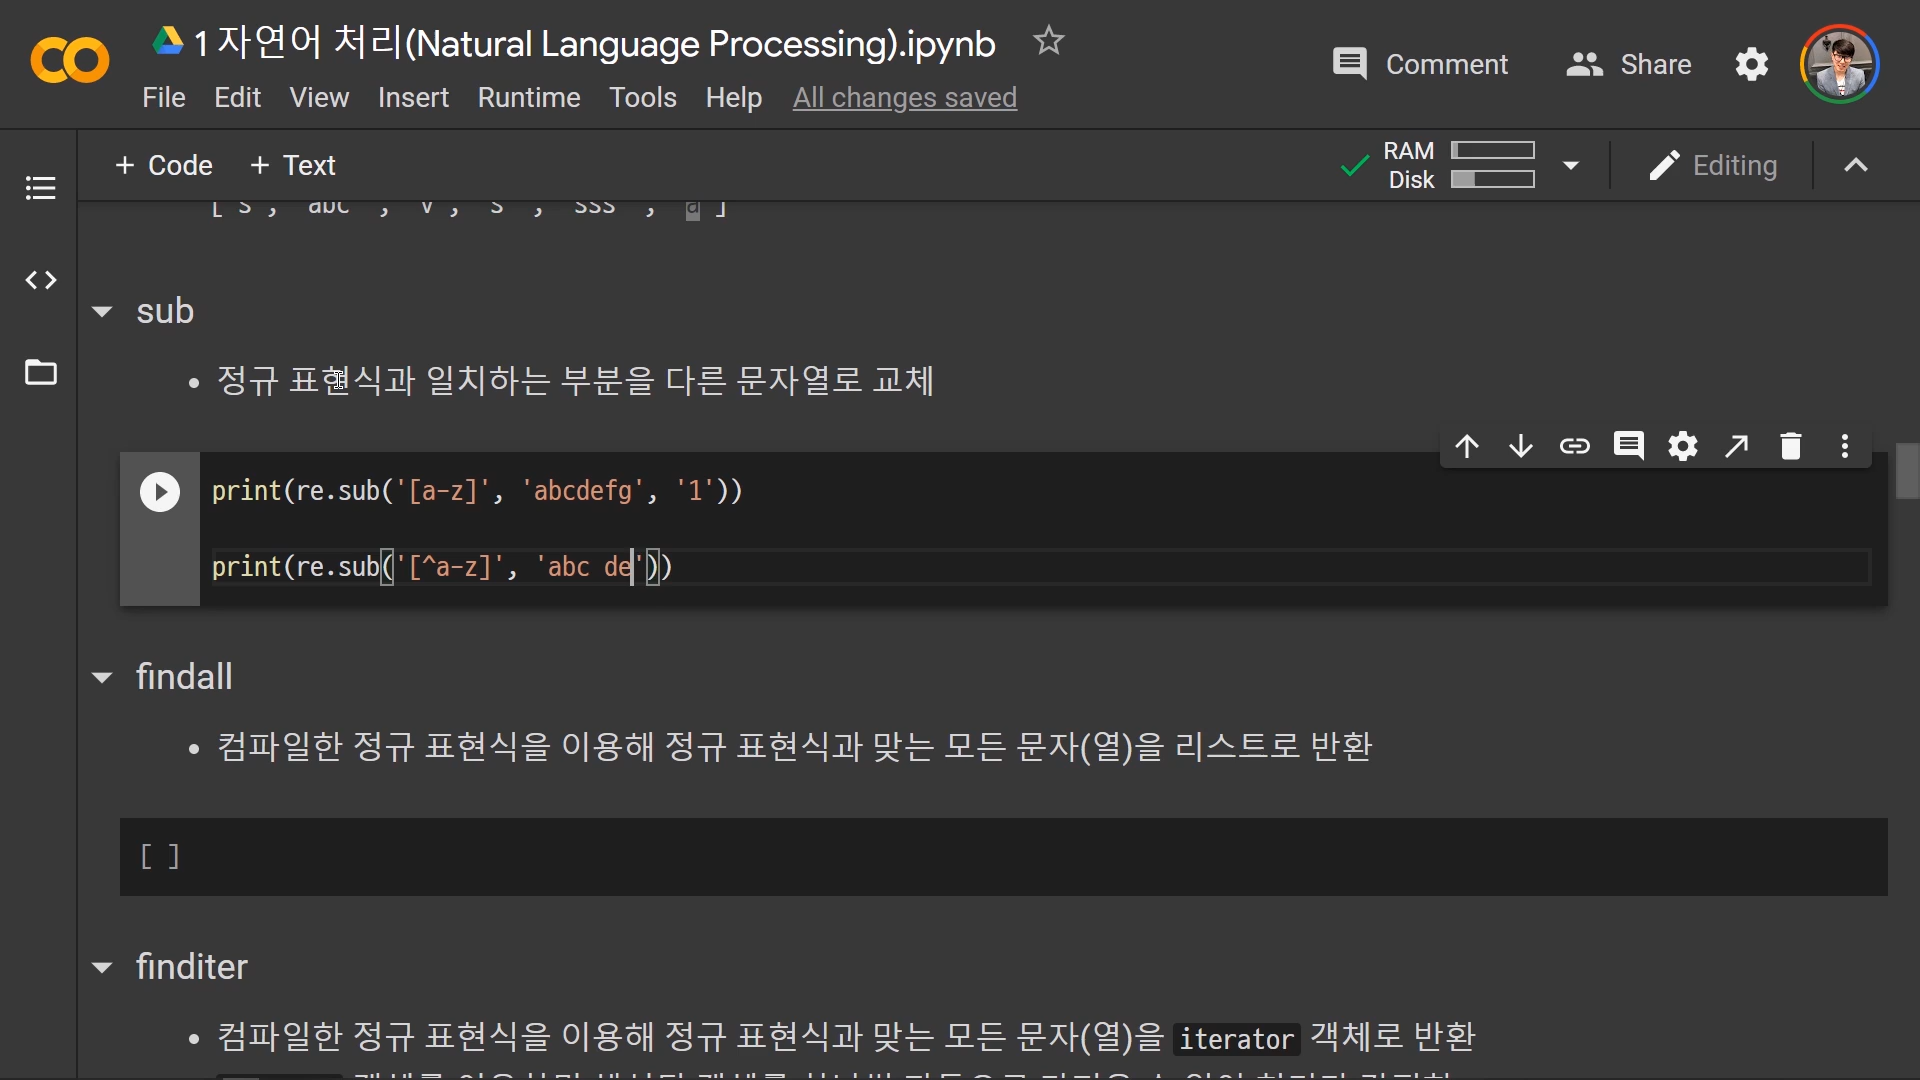 1 자연어 처리(Natural Language Processing).ipynb
Comment
Share
File Edit View Insert Runtime Tools Help All changes saved
+ Code + Text
RAM
Disk
Editing
['s', 'abc', 'v', 's', 'sss', 'a']
sub
• 정규 표현식과 일치하는 부분을 다른 문자열로 교체
print(re.sub('[a-z]', 'abcdefg', '1'))
print(re.sub('[^a-z]', 'abc de'))
findall
• 컴파일한 정규 표현식을 이용해 정규 표현식과 맞는 모든 문자(열)을 리스트로 반환
[ ]
finditer
• 컴파일한 정규 표현식을 이용해 정규 표현식과 맞는 모든 문자(열)을 iterator 객체로 반환